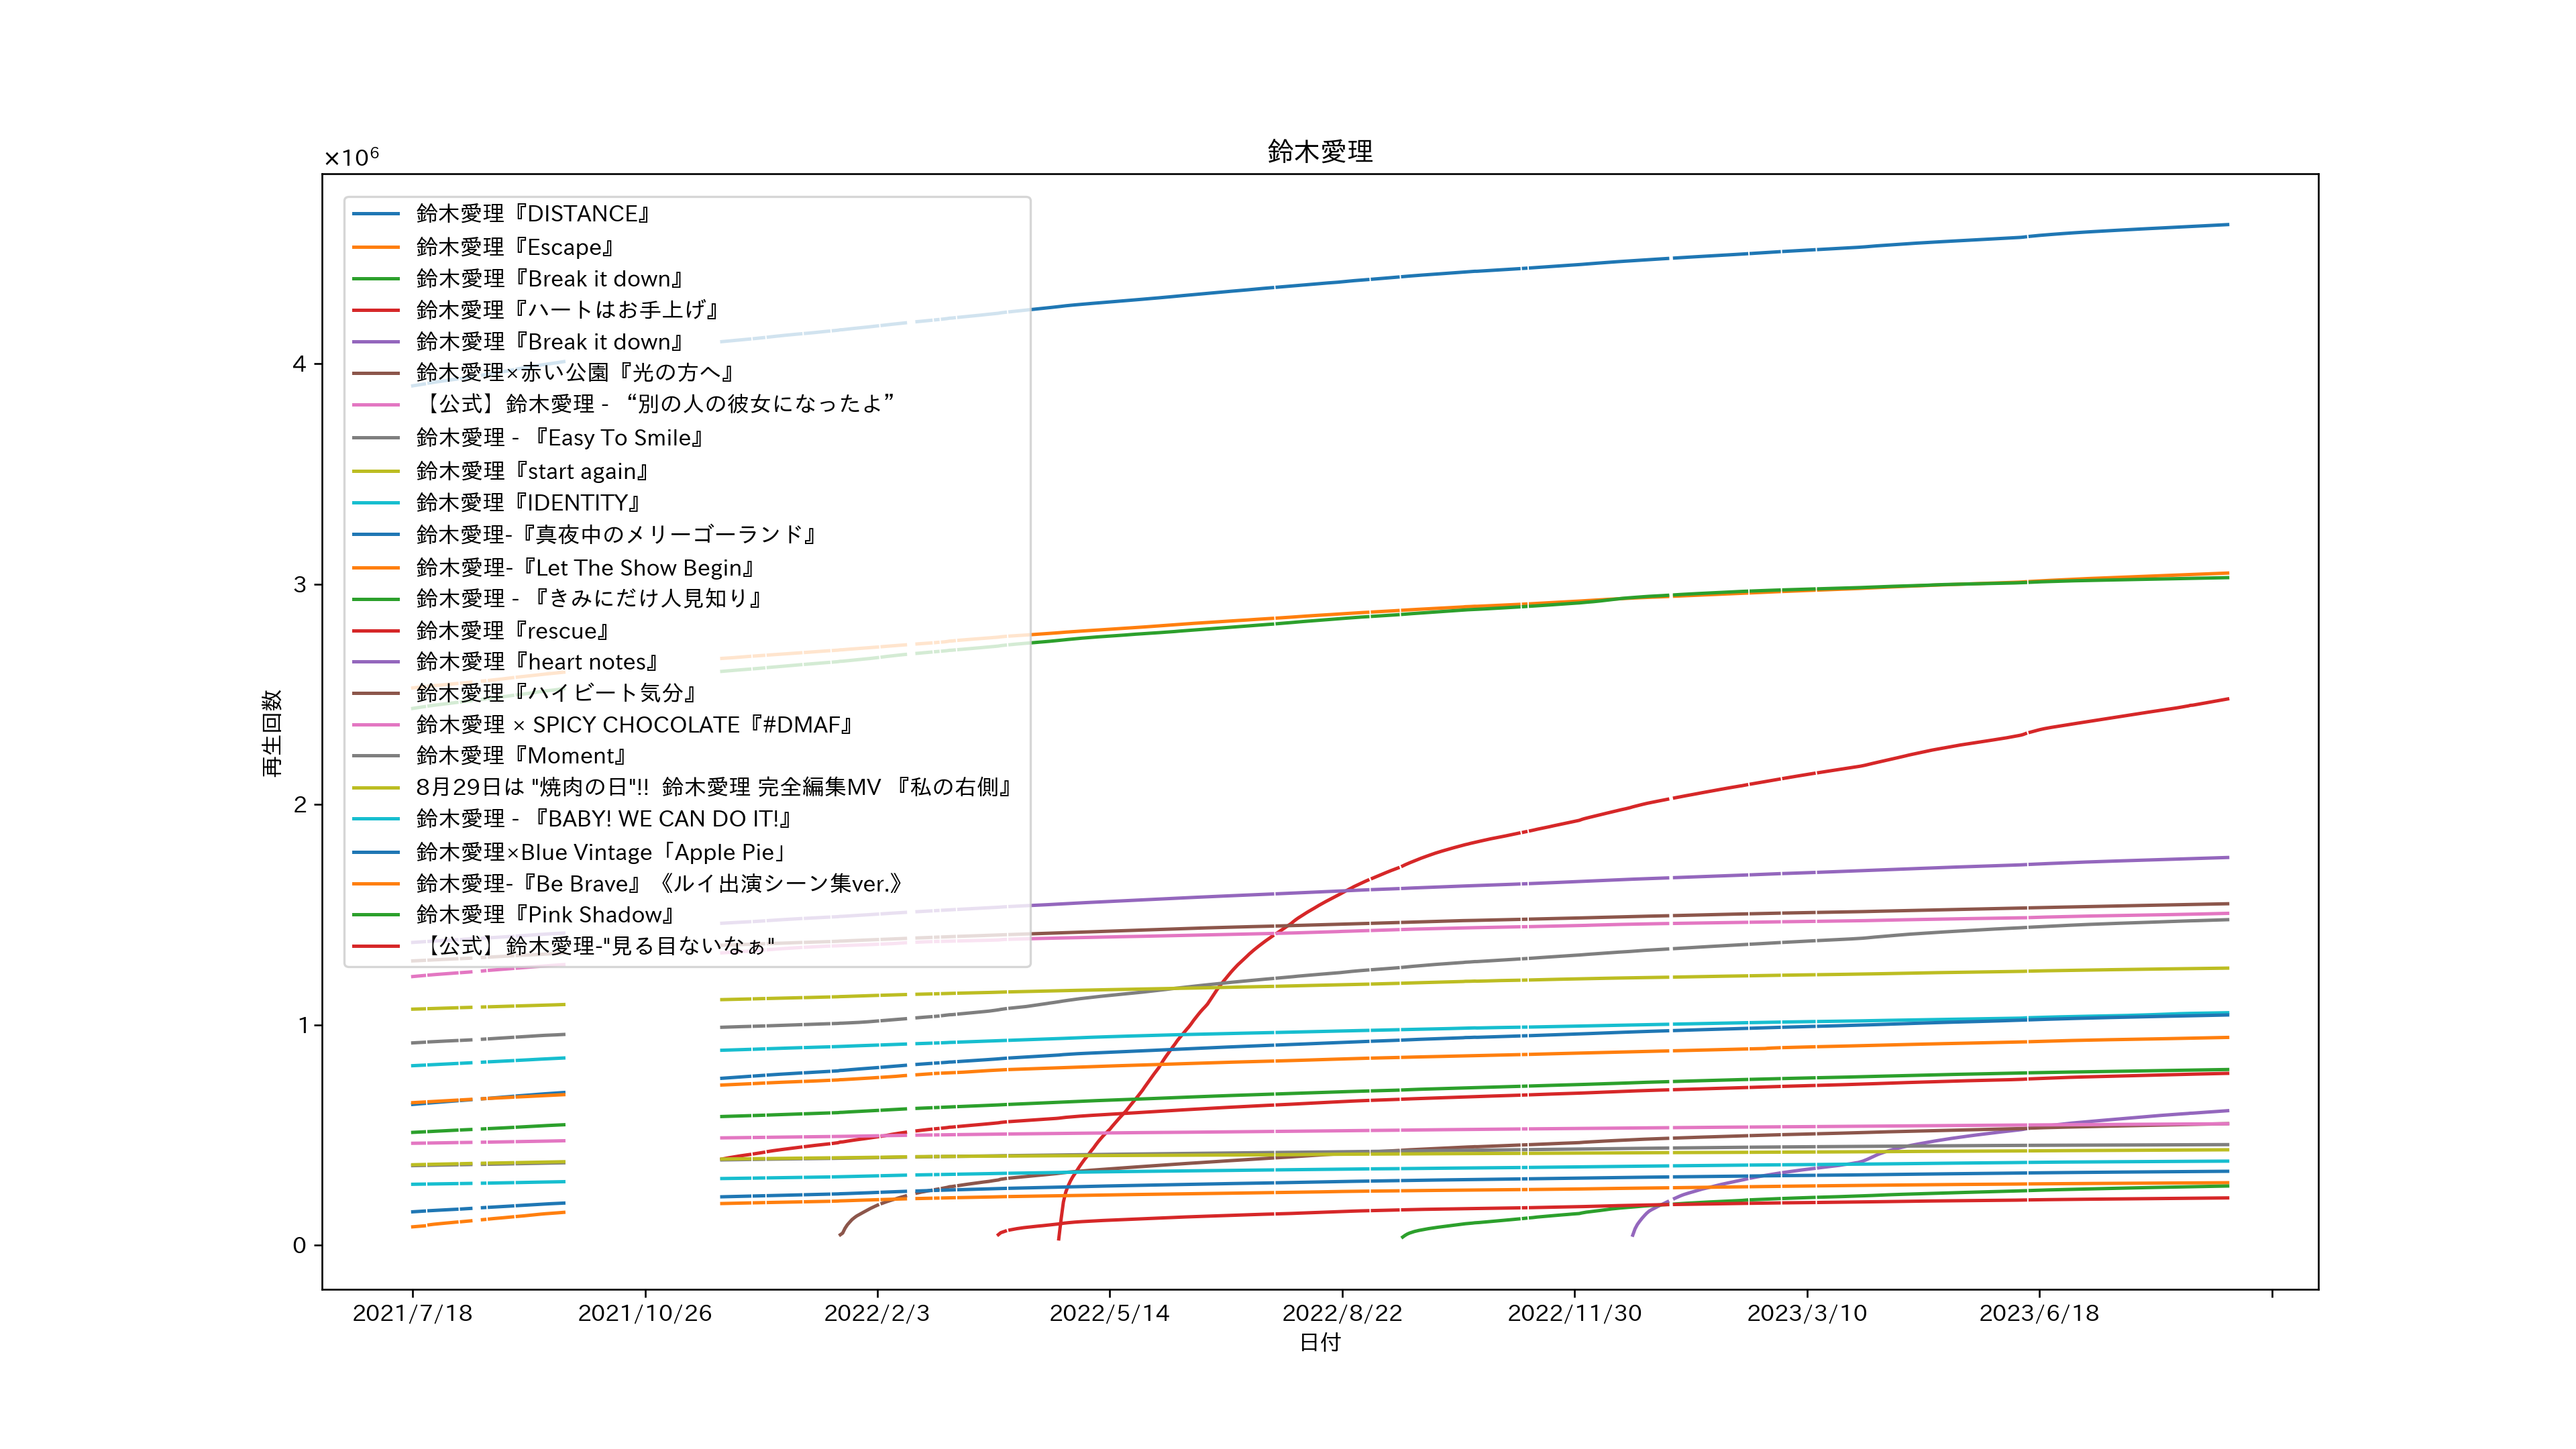 鈴木愛理
×10⁶
鈴木愛理『DISTANCE』
鈴木愛理『Escape』
鈴木愛理『Break it down』
鈴木愛理『ハートはお手上げ』
鈴木愛理『Break it down』
鈴木愛理×赤い公園『光の方へ』
【公式】鈴木愛理 - “別の人の彼女になったよ”
鈴木愛理 - 『Easy To Smile』
鈴木愛理『start again』
鈴木愛理『IDENTITY』
鈴木愛理-『真夜中のメリーゴーランド』
鈴木愛理-『Let The Show Begin』
鈴木愛理 - 『きみにだけ人見知り』
鈴木愛理『rescue』
鈴木愛理『heart notes』
鈴木愛理『ハイビート気分』
鈴木愛理 × SPICY CHOCOLATE『#DMAF』
鈴木愛理『Moment』
8月29日は "焼肉の日"!! 鈴木愛理 完全編集MV 『私の右側』
鈴木愛理 - 『BABY! WE CAN DO IT!』
鈴木愛理×Blue Vintage「Apple Pie」
鈴木愛理-『Be Brave』《ルイ出演シーン集ver.》
鈴木愛理『Pink Shadow』
【公式】鈴木愛理-"見る目ないなぁ"
再生回数
4
3
2
1
0
2021/7/18 2021/10/26 2022/2/3 2022/5/14 2022/8/22 2022/11/30 2023/3/10 2023/6/18
日付